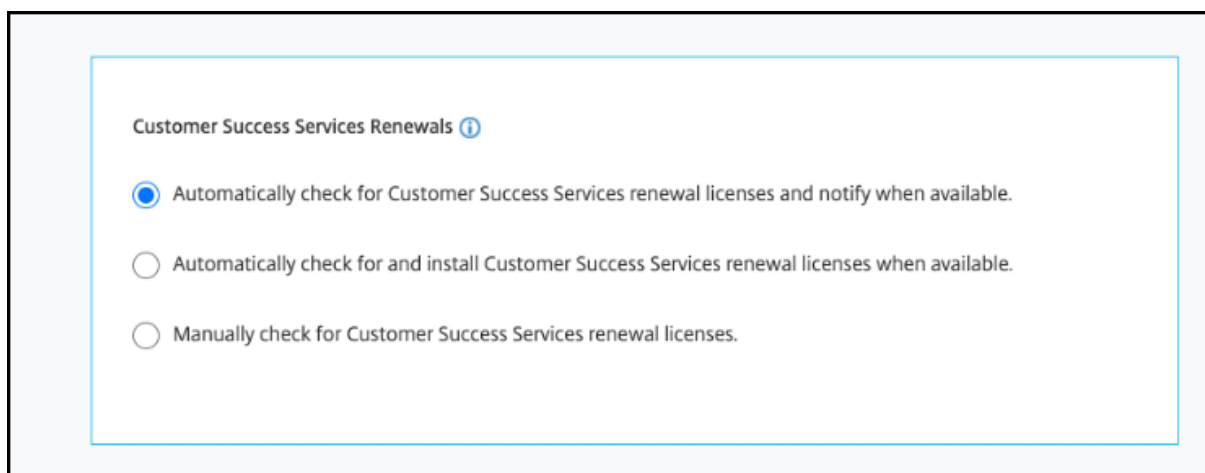 Customer Success Services Renewals
Automatically check for Customer Success Services renewal licenses and notify when available.
Automatically check for and install Customer Success Services renewal licenses when available.
Manually check for Customer Success Services renewal licenses.